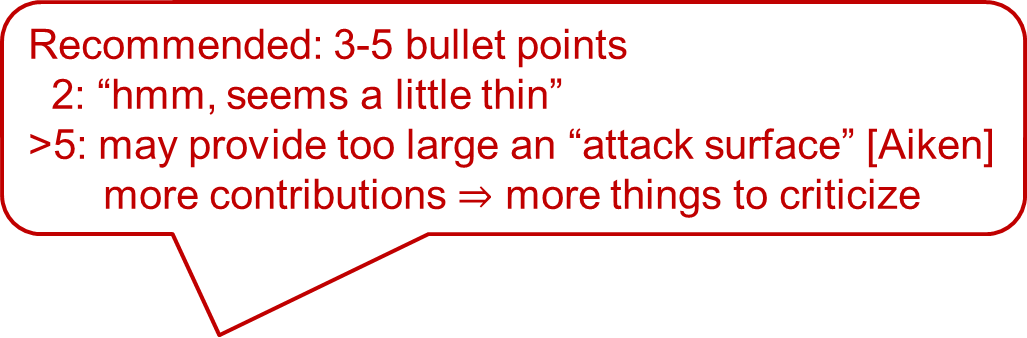 Recommended: 3-5 bullet points
2: “hmm, seems a little thin”
>5: may provide too large an “attack surface” [Aiken]
more contributions ⇒ more things to criticize